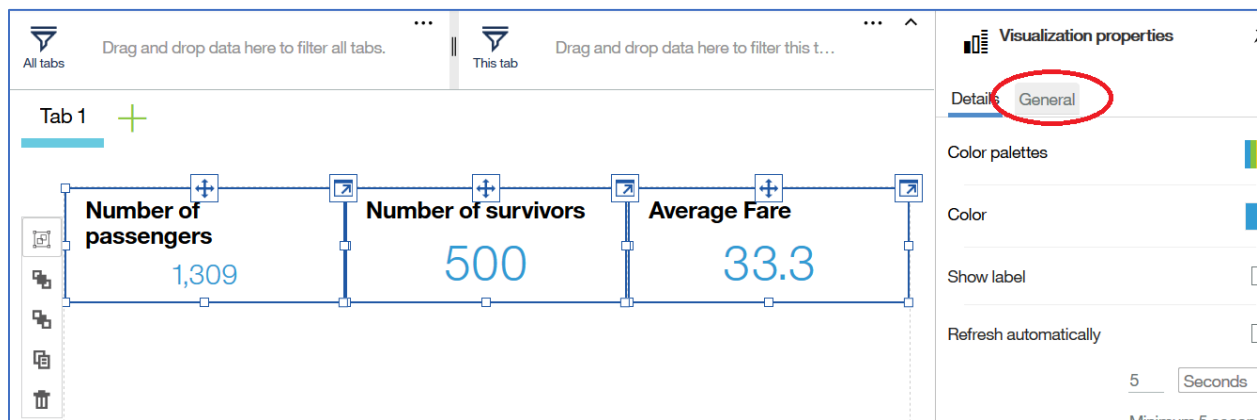 All tabs
Drag and drop data here to filter all tabs.
This tab
Drag and drop data here to filter this t...
Tab 1
Number of
passengers
1,309
Number of survivors
500
Average Fare
33.3
Visualization properties
Details General
Color palettes
Color
Show label
Refresh automatically
5 Seconds